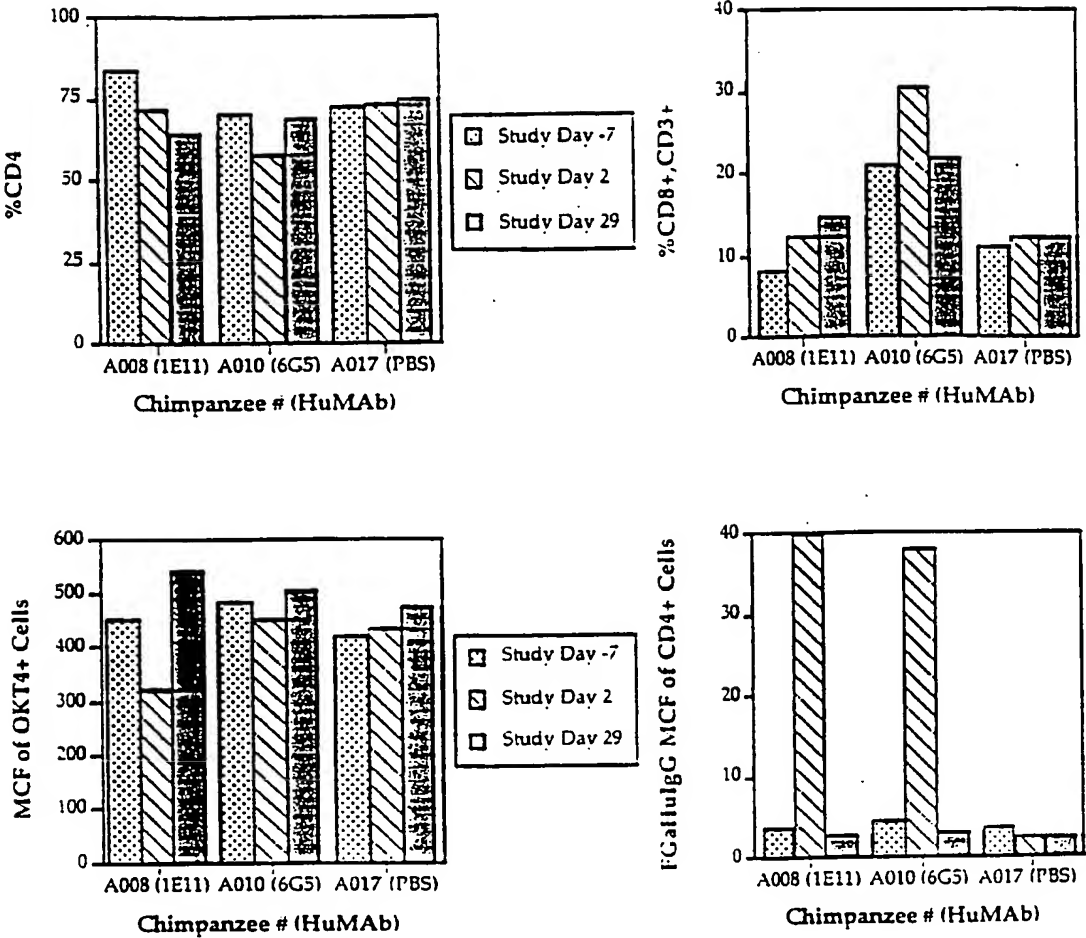 100
75
50
25
0
%CD4
A008 (1E11) A010 (6G5) A017 (PBS)
Chimpanzee # (HuMAb)
Study Day -7
Study Day 2
Study Day 29
40
30
20
10
0
%CD8+,CD3+
A008 (1E11) A010 (6G5) A017 (PBS)
Chimpanzee # (HuMAb)
600
500
400
300
200
100
0
MCF of OKT4+ Cells
A008 (1E11) A010 (6G5) A017 (PBS)
Chimpanzee # (HuMAb)
Study Day -7
Study Day 2
Study Day 29
40
30
20
10
0
FGaHuIgG MCF of CD4+ Cells
A008 (1E11) A010 (6G5) A017 (PBS)
Chimpanzee # (HuMAb)